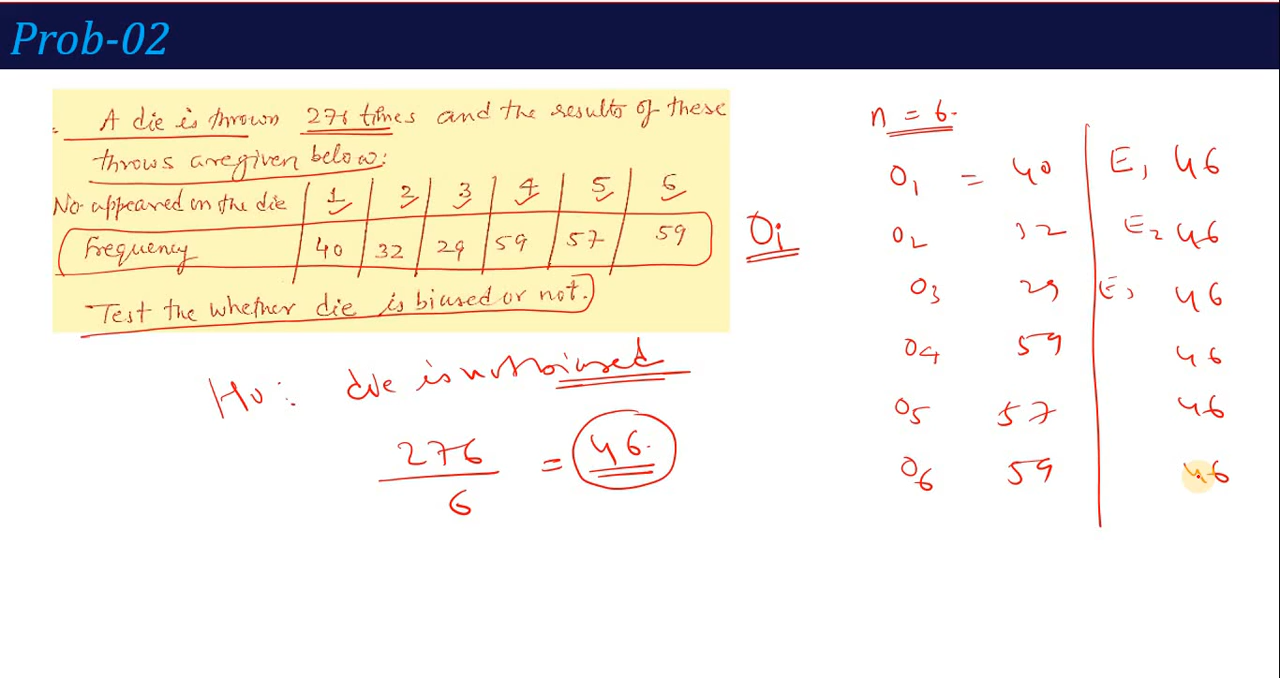 Prob-02
A die is thrown 276 times and the results of these
throws are given below:
No. appeared on the die | 1 | 2 | 3 | 4 | 5 | 6
Frequency | 40 | 32 | 29 | 59 | 57 | 59
Test the whether die is biased or not.
Oi
H0: die is not biased
276
6
= 46.
n = 6.
O1 = 40 | E1 46
O2 32 E2 46
O3 29 E3 46
O4 59 46
O5 57 46
O6 59 46